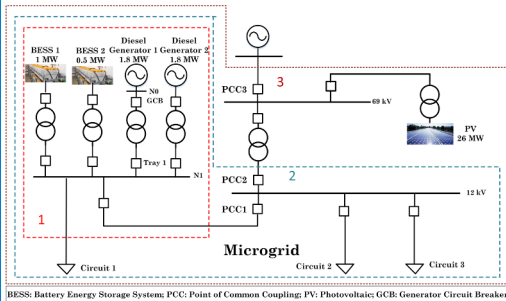 BESS 1
1 MW
BESS 2
0.5 MW
Diesel
Generator 1
1.8 MW
Diesel
Generator 2
1.8 MW
N0
GCB
Tray 1
N1
1
Circuit 1
PCC3
3
69 kV
PV
26 MW
PCC2
2
12 kV
PCC1
Microgrid
Circuit 2
Circuit 3
BESS: Battery Energy Storage System; PCC: Point of Common Coupling; PV: Photovoltaic; GCB: Generator Circuit Breaker